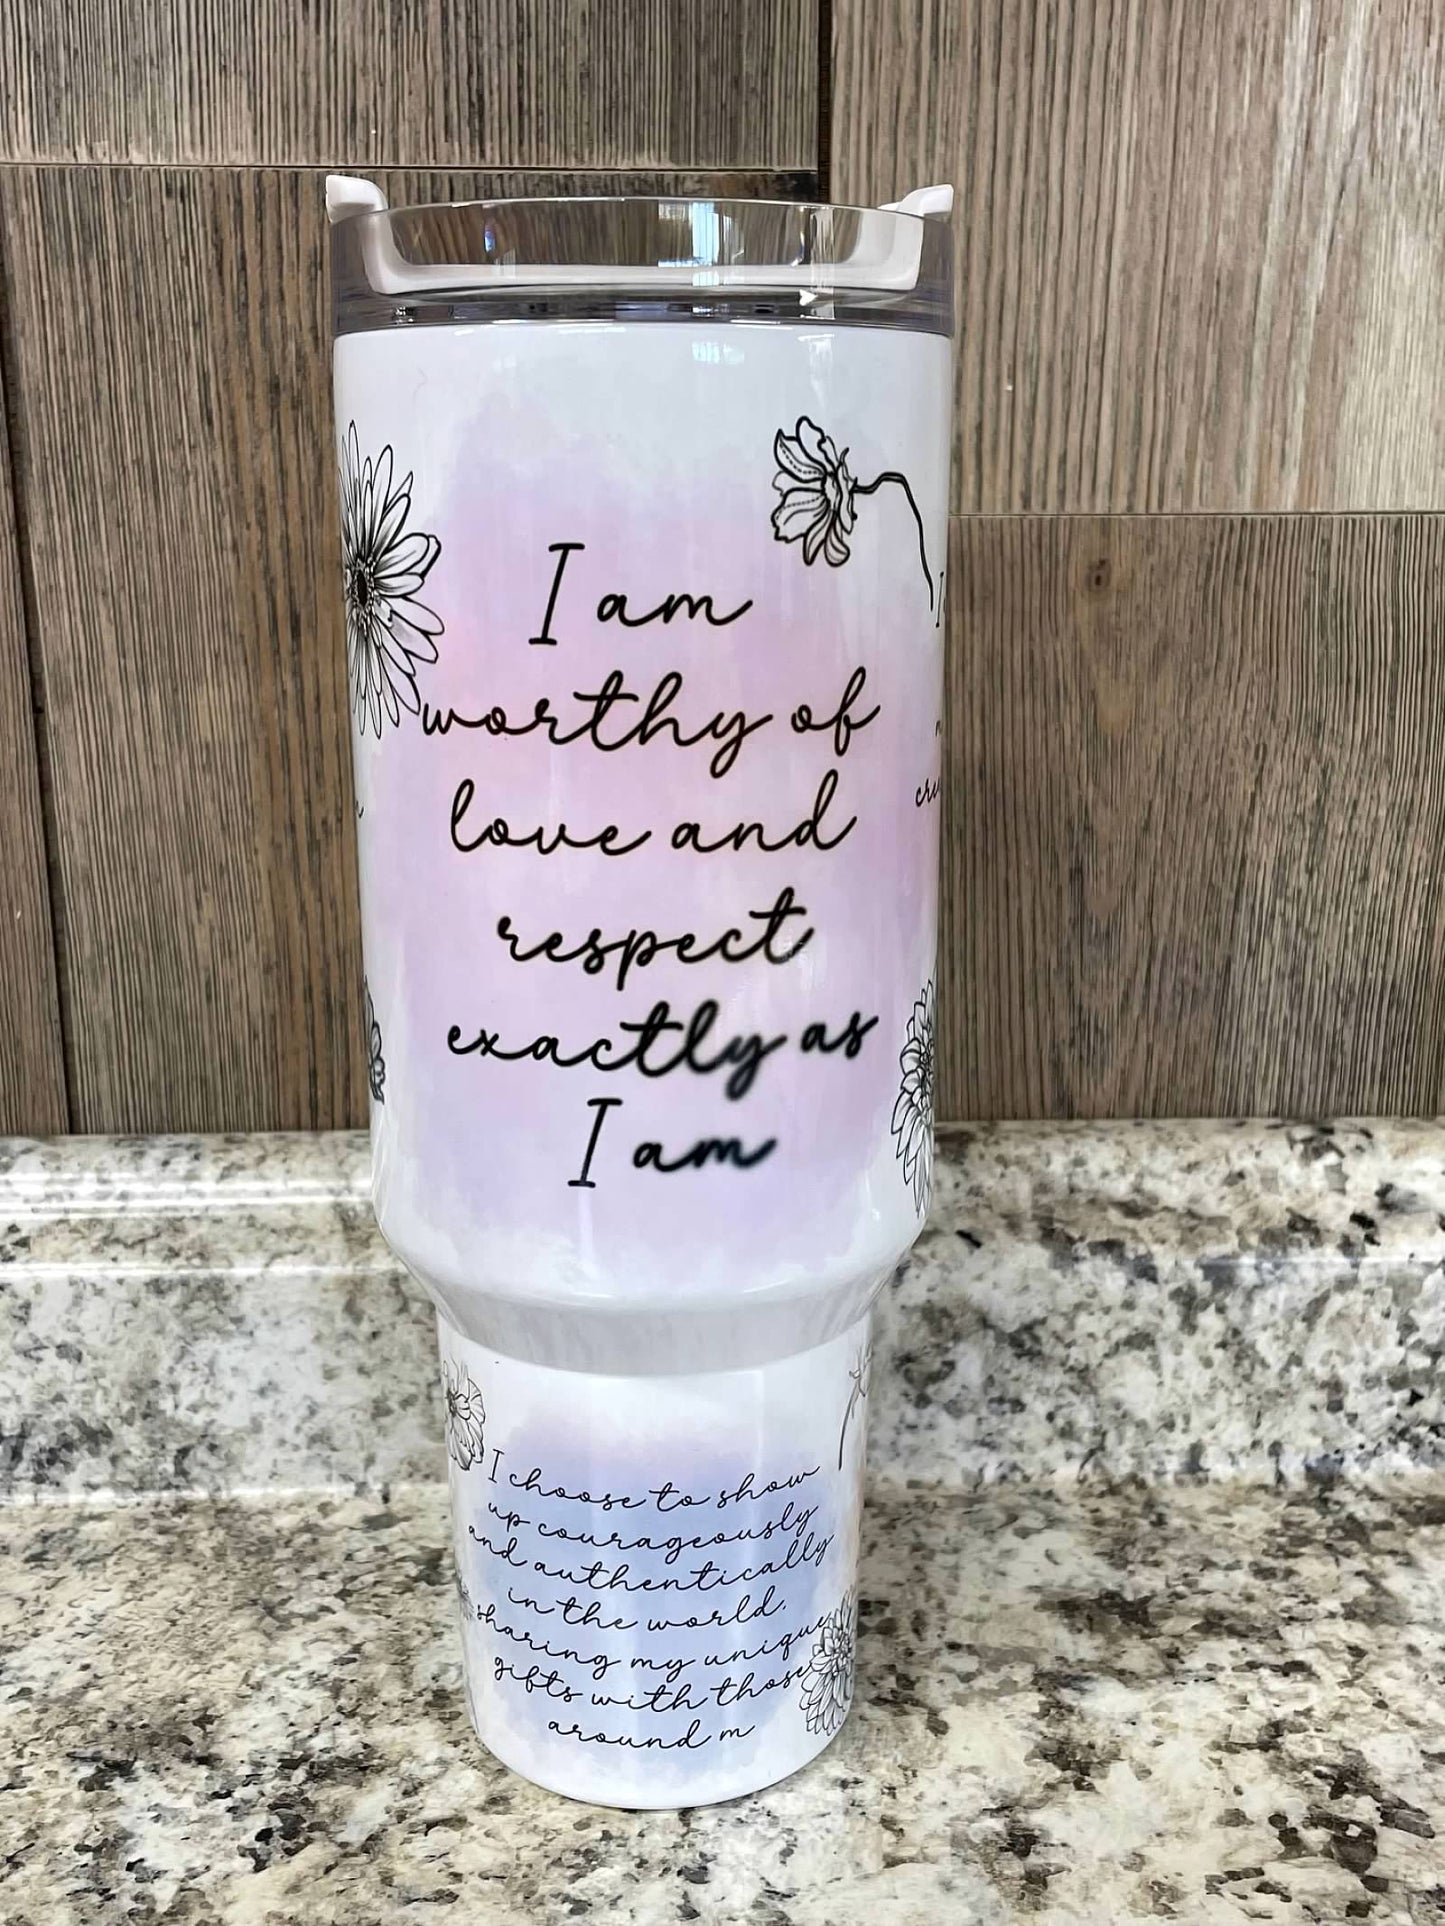 I am
worthy of
love and
respect
exactly as
I am
I choose to show
up courageously
and authentically
in the world,
sharing my unique
gifts with those
around m